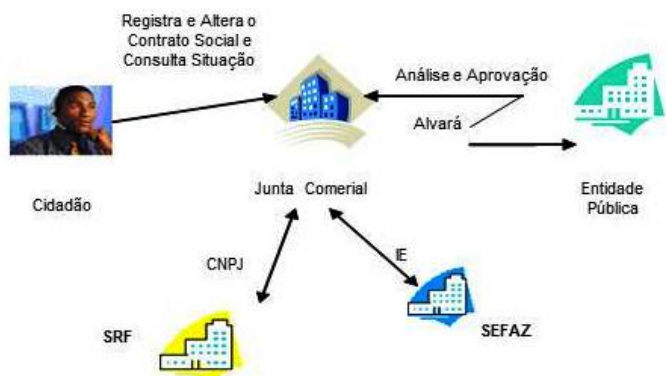 Registra e Altera o
Contrato Social e
Consulta Situação
Análise e Aprovação
Alvará
Cidadão
Junta Comerial
Entidade
Pública
CNPJ
IE
SRF
SEFAZ